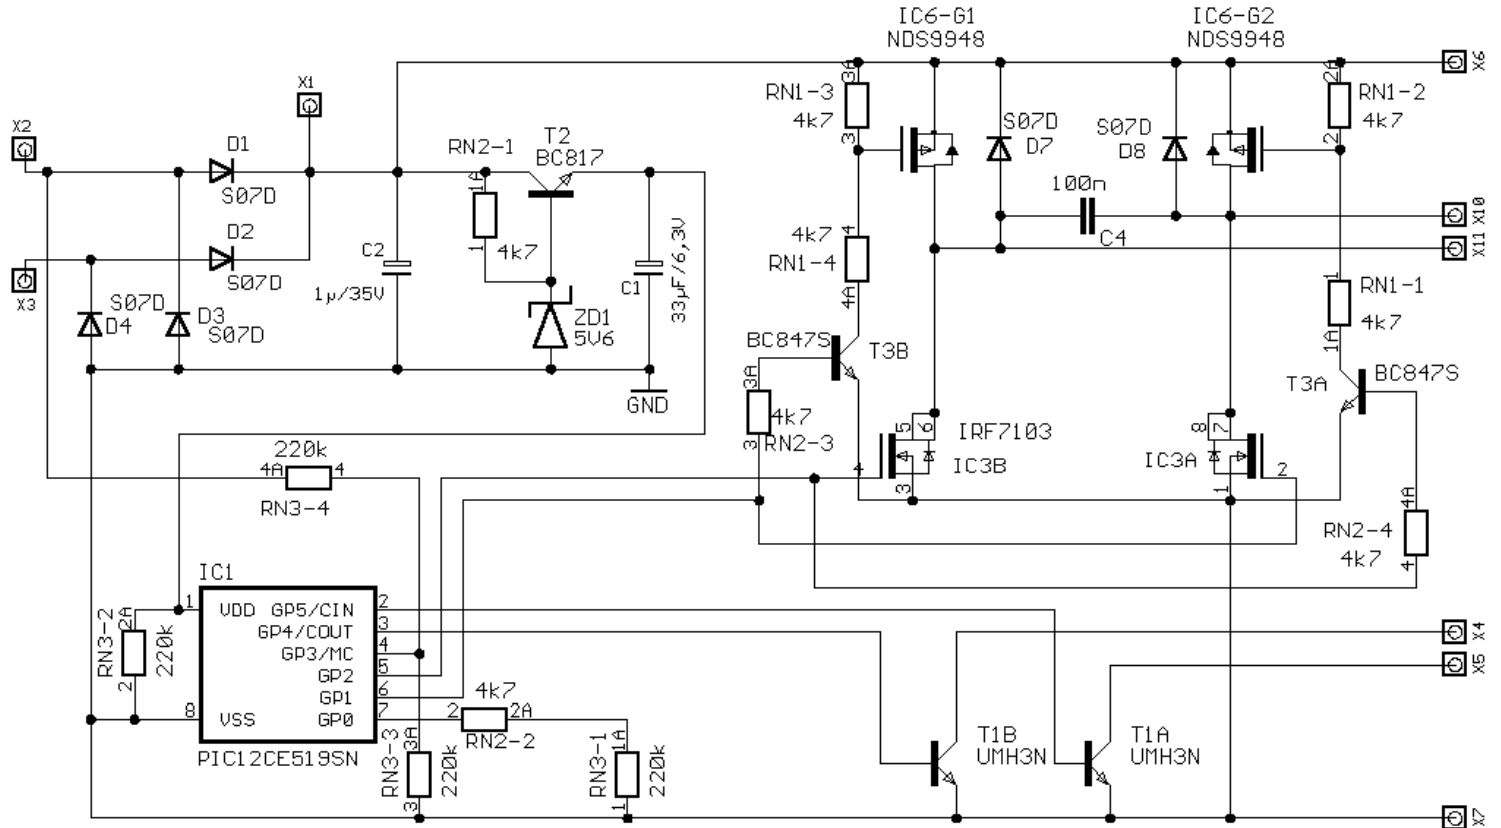 IC6-G1
NDS9948
IC6-G2
NDS9948
X6
X1
X2
D1
S07D
D2
S07D
X3
S07D
D4
D3
S07D
RN2-1
1A
1
4k7
T2
BC817
C2
1µ/35V
ZD1
5V6
C1
33µF/6,3V
GND
RN1-3
4k7
3A
3
S07D
D7
S07D
D8
2A
2
RN1-2
4k7
100n
C4
X10
X11
4k7
RN1-4
4
4A
1
RN1-1
4k7
1A
BC847S
T3B
T3A
BC847S
3A
4k7
RN2-3
3
4
5
6
3
IRF7103
IC3B
IC3A
8
7
1
2
4A
RN2-4
4k7
4
220k
4A
4
RN3-4
IC1
1
VDD
GP5/CIN
2
GP4/COUT
3
GP3/MC
4
GP2
5
GP1
6
8
VSS
GP0
7
PIC12CE519SN
RN3-2
2A
220k
2
4k7
2
2A
RN2-2
RN3-3
3A
220k
3
RN3-1
1A
220k
1
T1B
UMH3N
T1A
UMH3N
X4
X5
X7